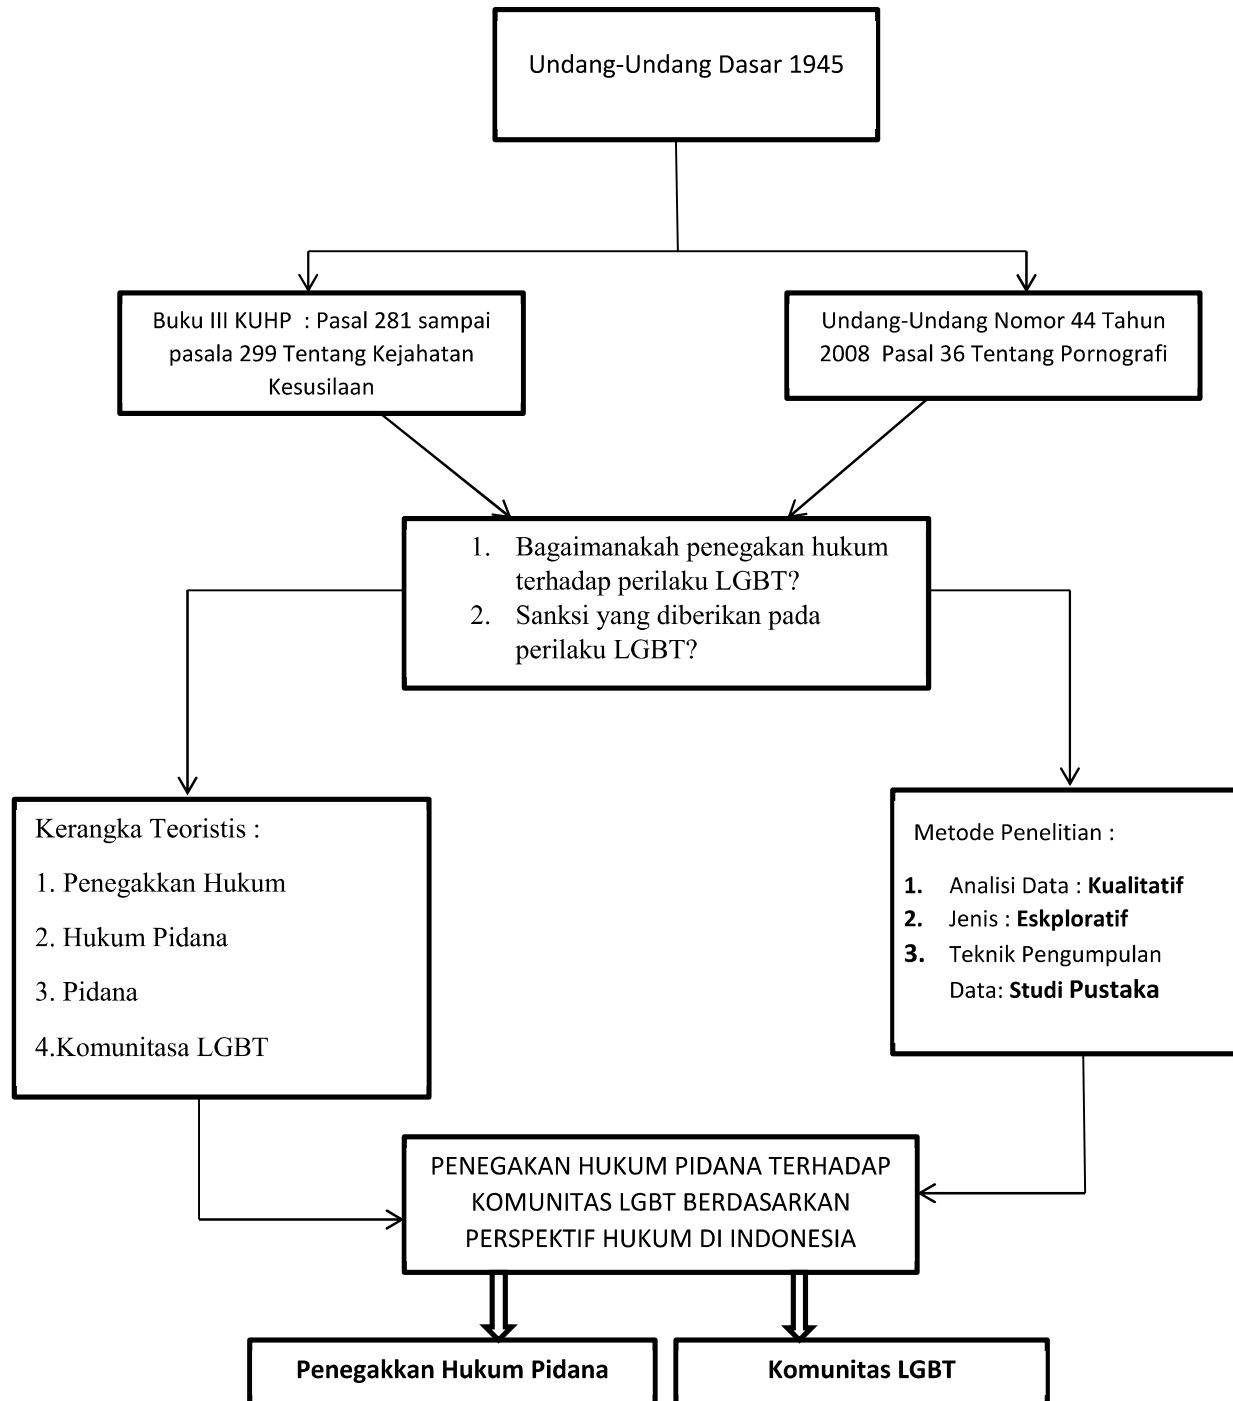 Undang-Undang Dasar 1945
Buku III KUHP  : Pasal 281 sampai
pasala 299 Tentang Kejahatan
Kesusilaan
Undang-Undang Nomor 44 Tahun
2008  Pasal 36 Tentang Pornografi
1. Bagaimanakah penegakan hukum
terhadap perilaku LGBT?
2. Sanksi yang diberikan pada
perilaku LGBT?
Kerangka Teoristis :
1. Penegakkan Hukum
2. Hukum Pidana
3. Pidana
4.Komunitasa LGBT
Metode Penelitian :
1. Analisi Data : Kualitatif
2. Jenis : Eskploratif
3. Teknik Pengumpulan
Data: Studi Pustaka
PENEGAKAN HUKUM PIDANA TERHADAP
KOMUNITAS LGBT BERDASARKAN
PERSPEKTIF HUKUM DI INDONESIA
Penegakkan Hukum Pidana
Komunitas LGBT